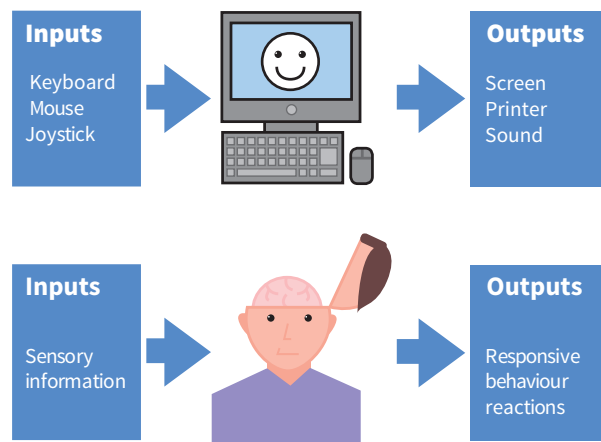 Inputs
Keyboard
Mouse
Joystick
Outputs
Screen
Printer
Sound
Inputs
Sensory
information
Outputs
Responsive
behaviour
reactions